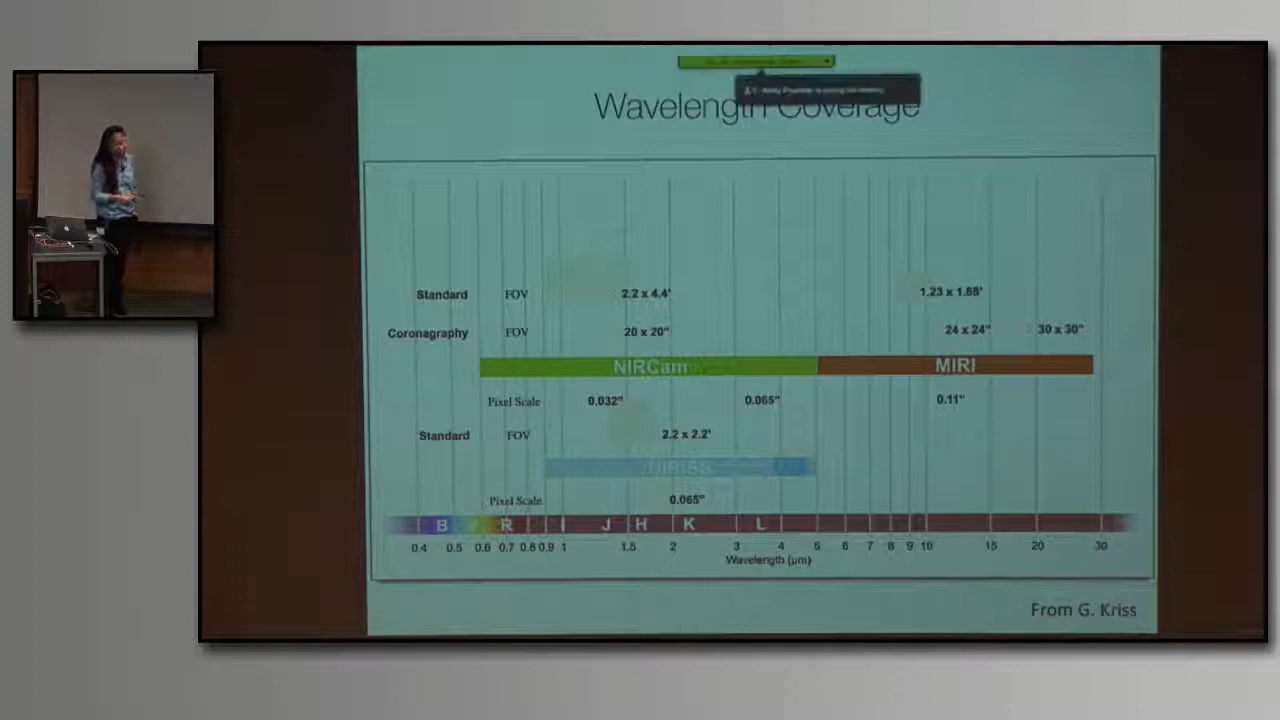 Wavelength Coverage
Standard FOV 2.2 x 4.4' 1.23 x 1.88'
Coronagraphy FOV 20 x 20" 24 x 24" 30 x 30"
NIRCam MIRI
Pixel Scale 0.032" 0.065" 0.11"
Standard FOV 2.2 x 2.2'
NIRISS
Pixel Scale 0.065"
B V R I J H K L
0.4 0.5 0.6 0.7 0.8 0.9 1 1.5 2 3 4 5 6 7 8 9 10 15 20 30
Wavelength (μm)
From G. Kriss